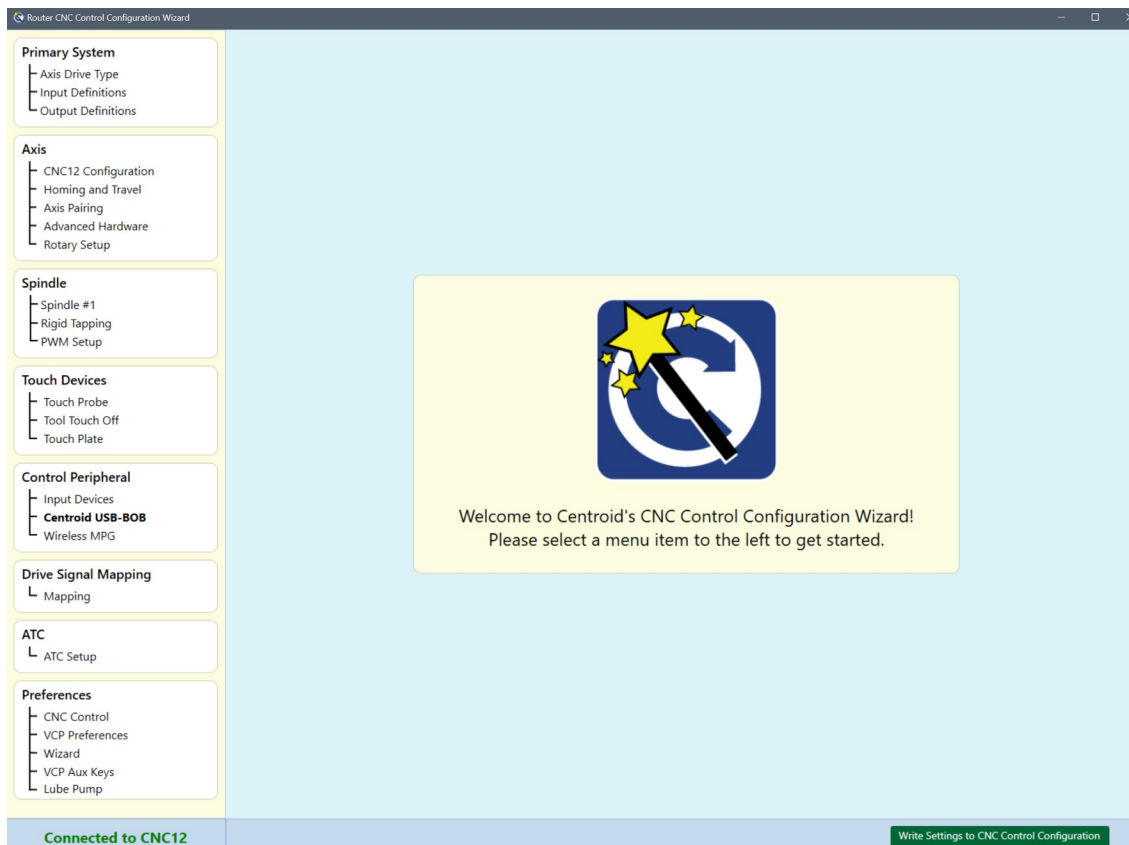 Router CNC Control Configuration Wizard
Primary System
Axis Drive Type
Input Definitions
Output Definitions
Axis
CNC12 Configuration
Homing and Travel
Axis Pairing
Advanced Hardware
Rotary Setup
Spindle
Spindle #1
Rigid Tapping
PWM Setup
Touch Devices
Touch Probe
Tool Touch Off
Touch Plate
Control Peripheral
Input Devices
Centroid USB-BOB
Wireless MPG
Drive Signal Mapping
Mapping
ATC
ATC Setup
Preferences
CNC Control
VCP Preferences
Wizard
VCP Aux Keys
Lube Pump
Connected to CNC12
Welcome to Centroid's CNC Control Configuration Wizard!
Please select a menu item to the left to get started.
Write Settings to CNC Control Configuration